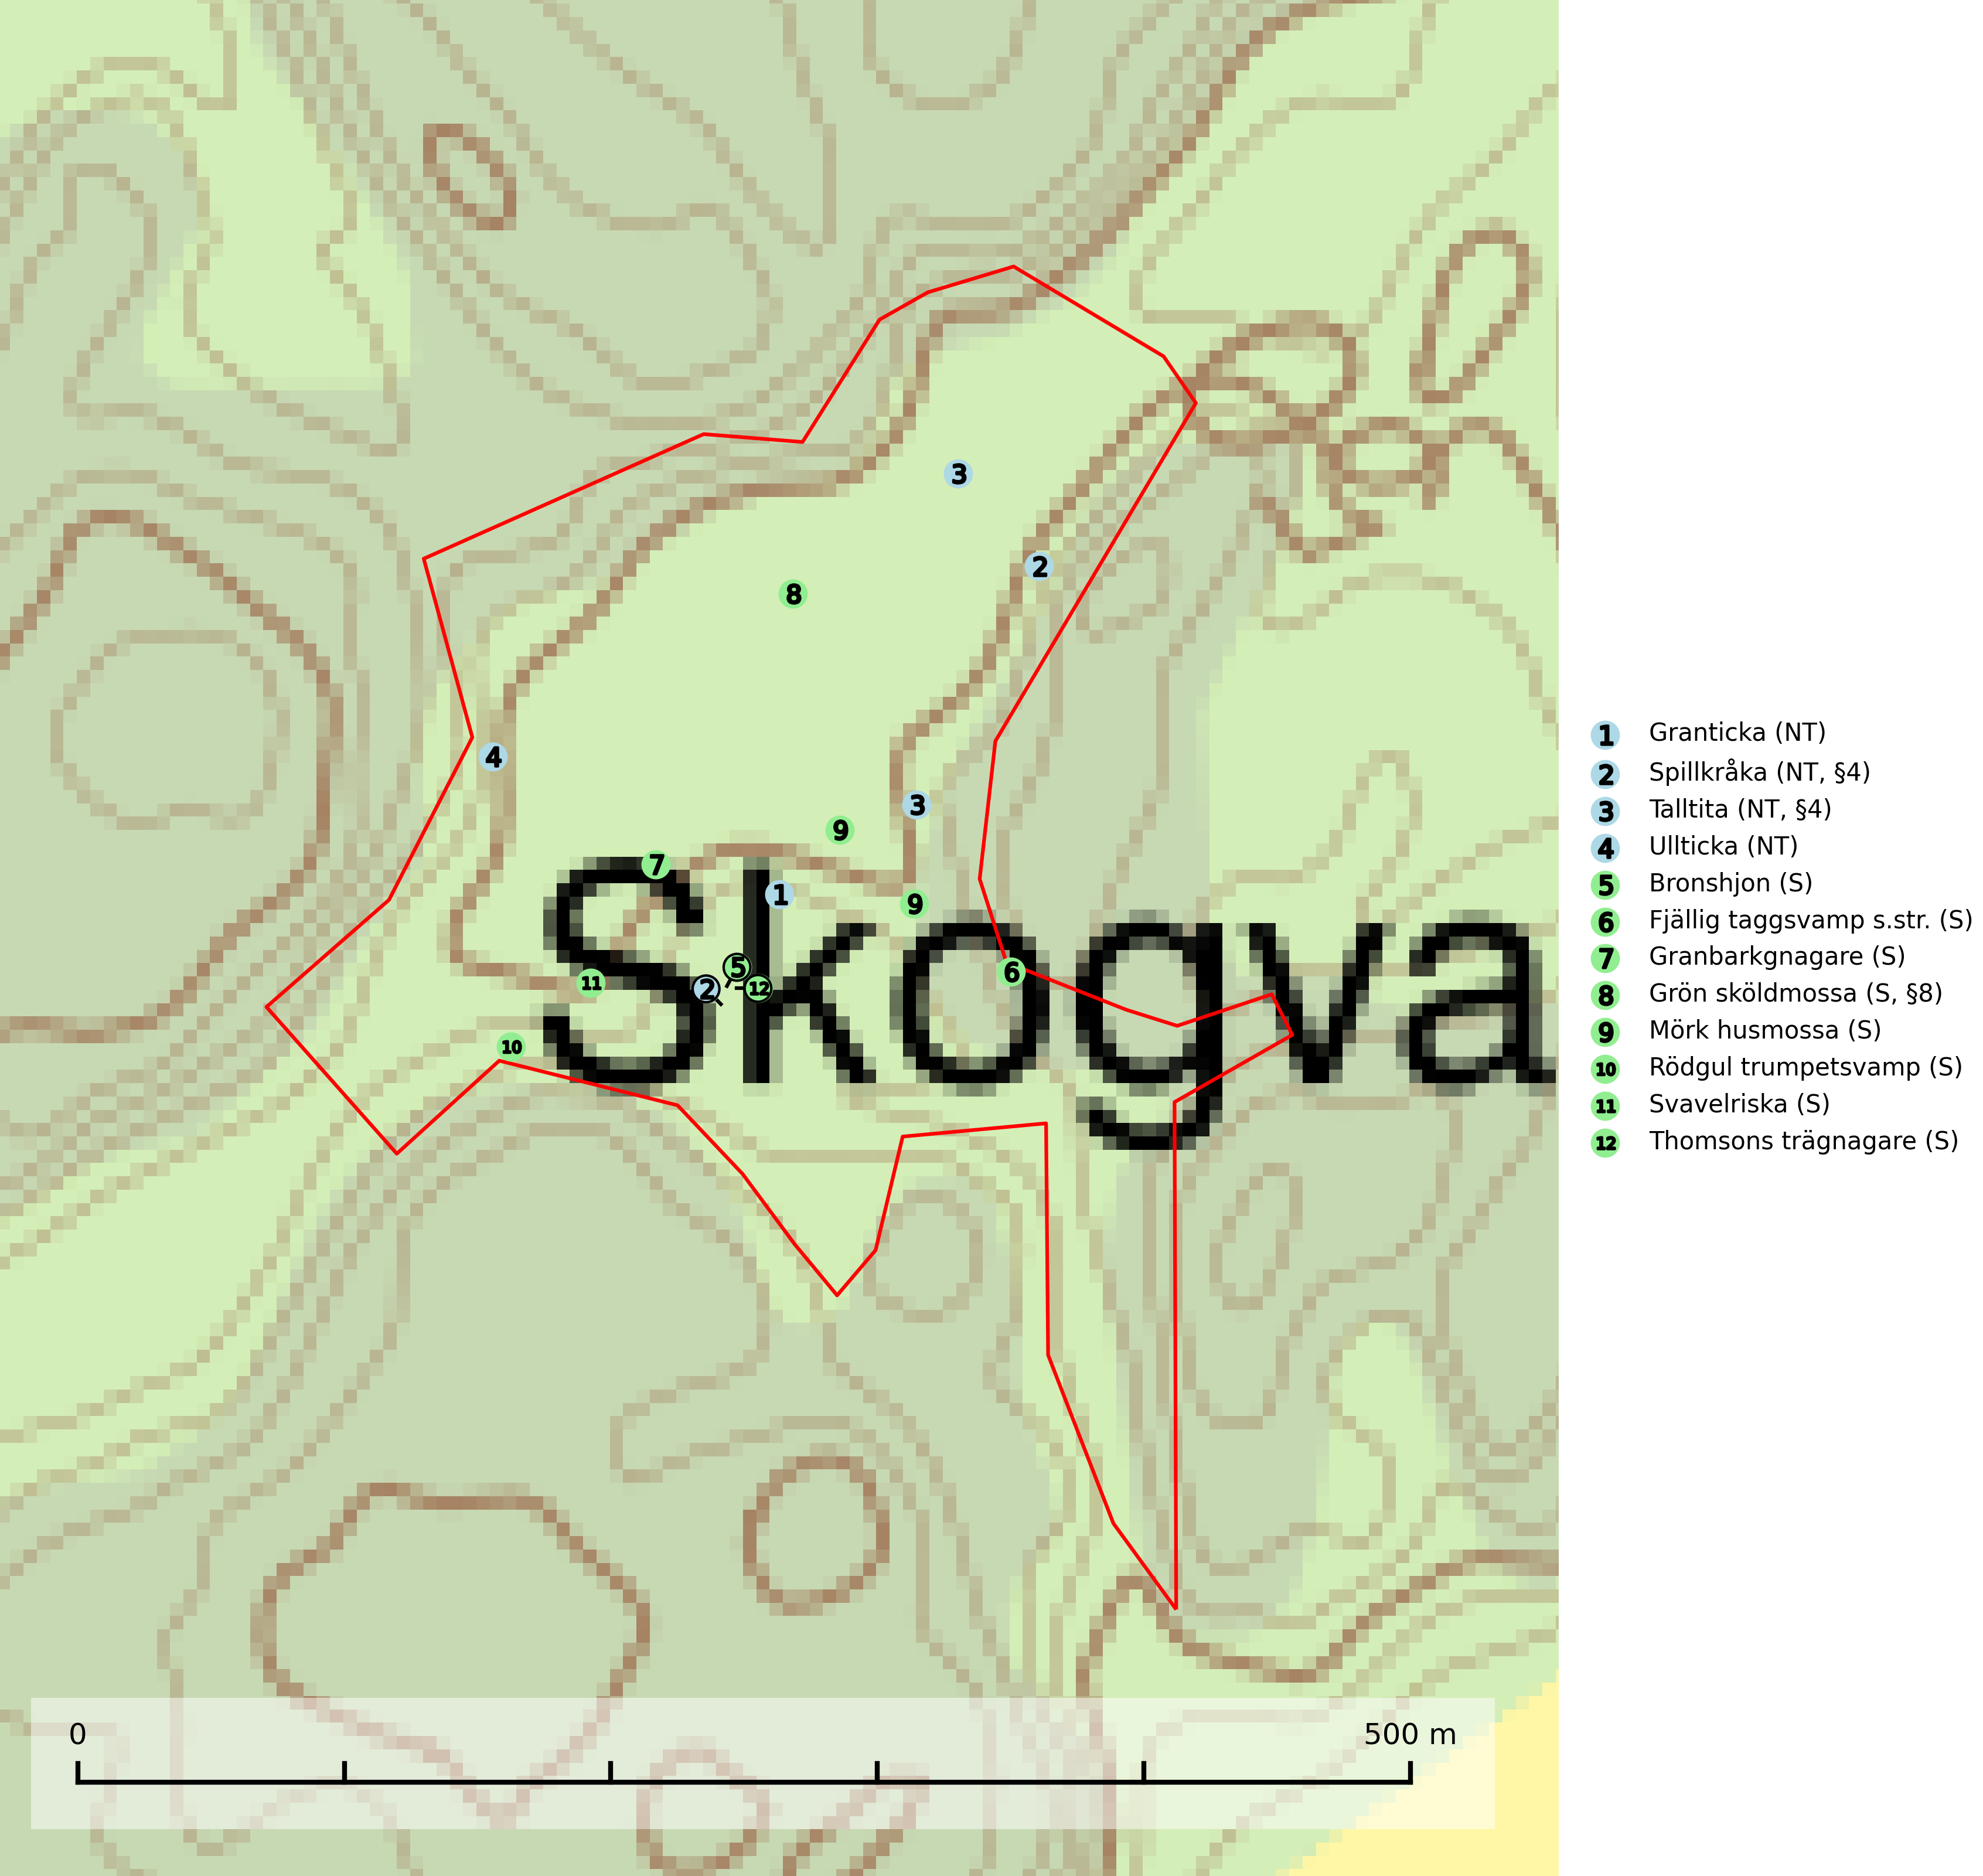 3
2
8
4
3
9
7
1
9
Skogva
5
6
11
2
12
10
1 Granticka (NT)
2 Spillkråka (NT, §4)
3 Talltita (NT, §4)
4 Ullticka (NT)
5 Bronshjon (S)
6 Fjällig taggsvamp s.str. (S)
7 Granbarkgnagare (S)
8 Grön sköldmossa (S, §8)
9 Mörk husmossa (S)
10 Rödgul trumpetsvamp (S)
11 Svavelriska (S)
12 Thomsons trägnagare (S)
0 500 m